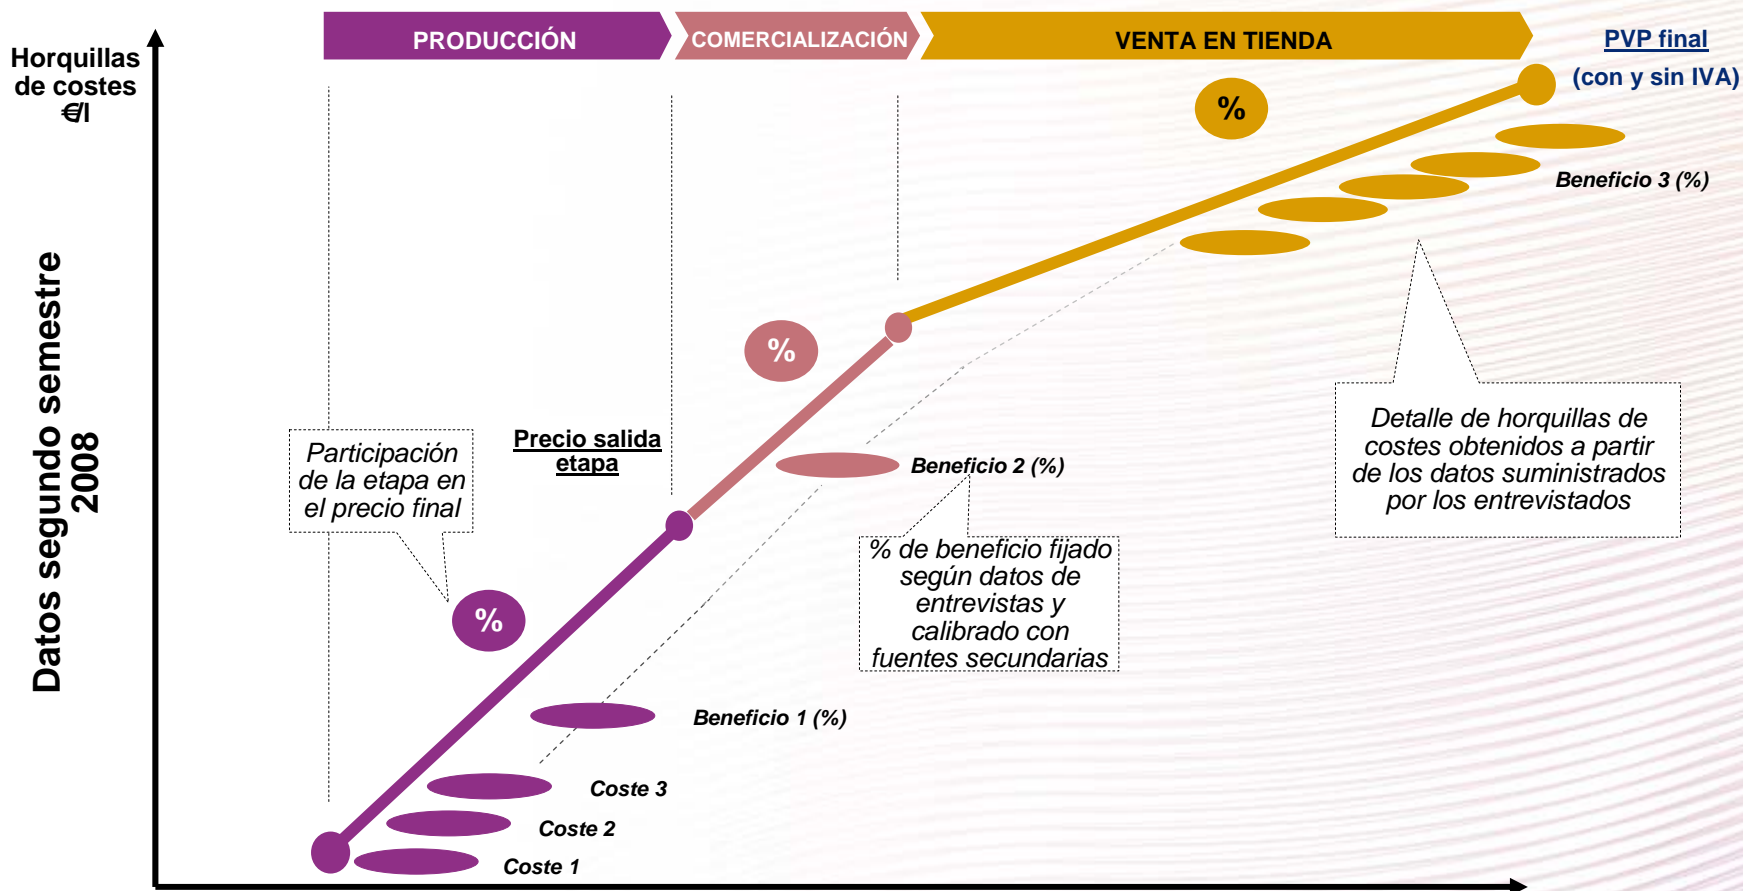 PRODUCCIÓN
COMERCIALIZACIÓN
VENTA EN TIENDA
PVP final
(con y sin IVA)
Horquillas
de costes
€/l
Datos segundo semestre
2008
%
Beneficio 3 (%)
%
Participación
de la etapa en
el precio final
Precio salida
etapa
Beneficio 2 (%)
Detalle de horquillas de
costes obtenidos a partir
de los datos suministrados
por los entrevistados
% de beneficio fijado
según datos de
entrevistas y
calibrado con
fuentes secundarias
%
Beneficio 1 (%)
Coste 3
Coste 2
Coste 1